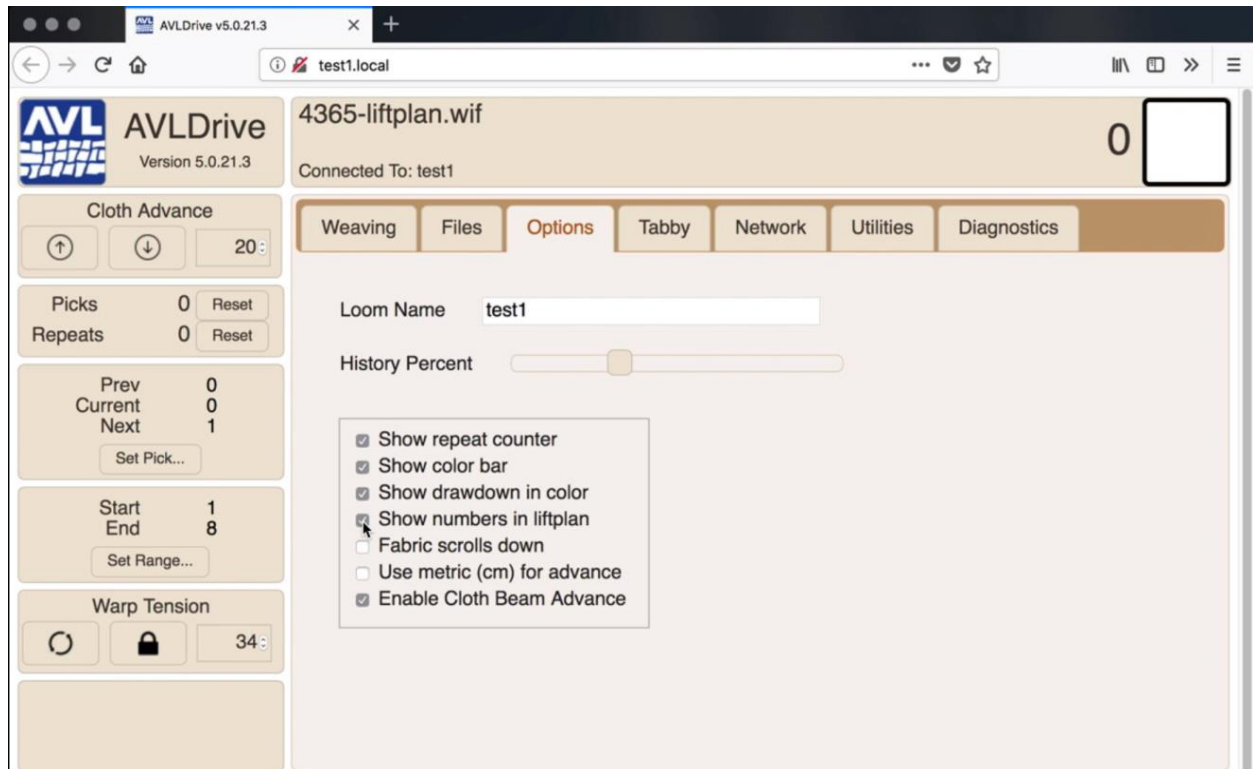 AVLDrive v5.0.21.3
test1.local
AVL
AVLDrive
Version 5.0.21.3
4365-liftplan.wif
Connected To: test1
0
Cloth Advance
20
Picks 0 Reset
Repeats 0 Reset
Prev 0
Current 0
Next 1
Set Pick...
Start 1
End 8
Set Range...
Warp Tension
34
Weaving Files Options Tabby Network Utilities Diagnostics
Loom Name test1
History Percent
Show repeat counter
Show color bar
Show drawdown in color
Show numbers in liftplan
Fabric scrolls down
Use metric (cm) for advance
Enable Cloth Beam Advance